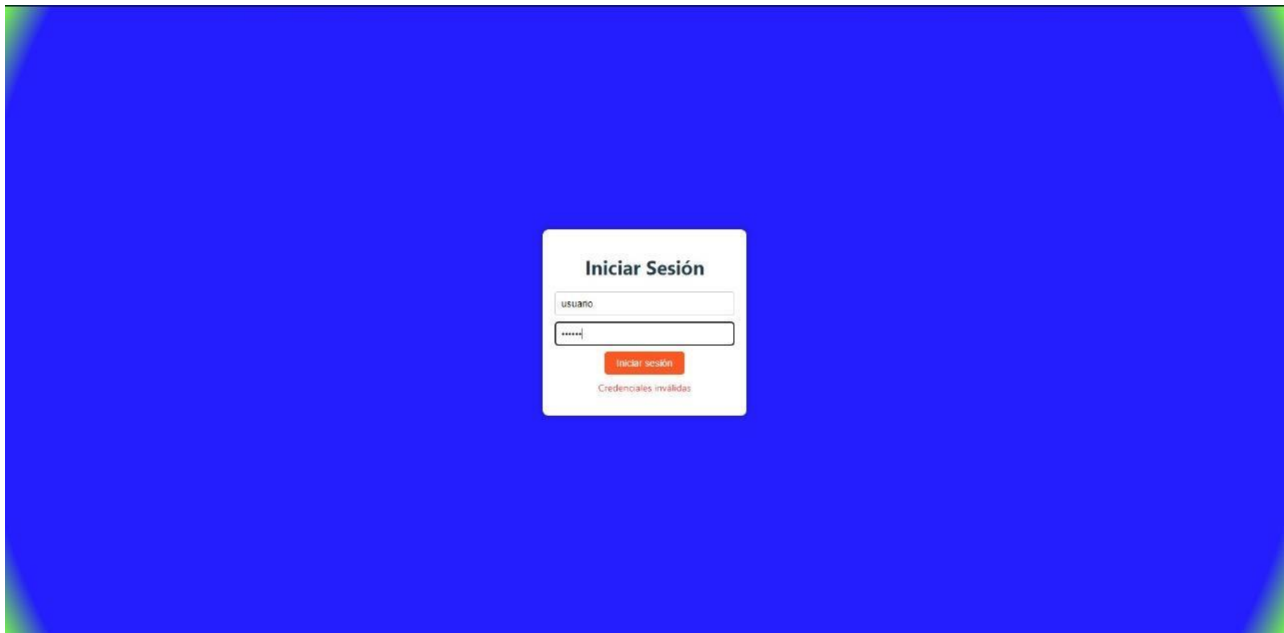 Iniciar Sesión
usuario
••••••
Iniciar sesión
Credenciales inválidas